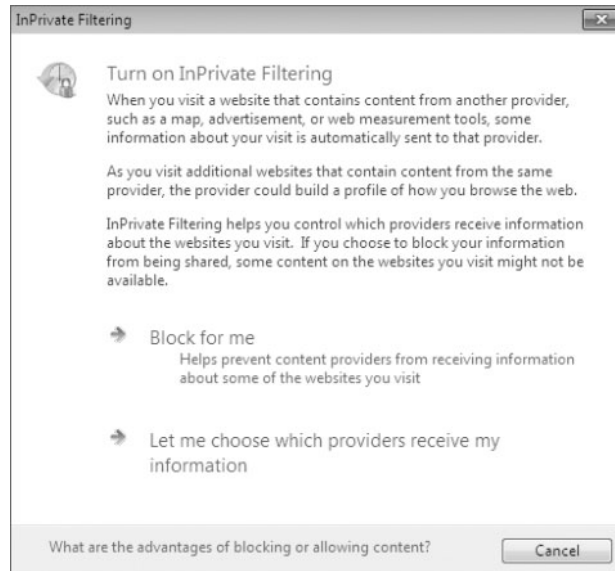 InPrivate Filtering
Turn on InPrivate Filtering
When you visit a website that contains content from another provider,
such as a map, advertisement, or web measurement tools, some
information about your visit is automatically sent to that provider.
As you visit additional websites that contain content from the same
provider, the provider could build a profile of how you browse the web.
InPrivate Filtering helps you control which providers receive information
about the websites you visit. If you choose to block your information
from being shared, some content on the websites you visit might not be
available.
Block for me
Helps prevent content providers from receiving information
about some of the websites you visit
Let me choose which providers receive my
information
What are the advantages of blocking or allowing content?
Cancel